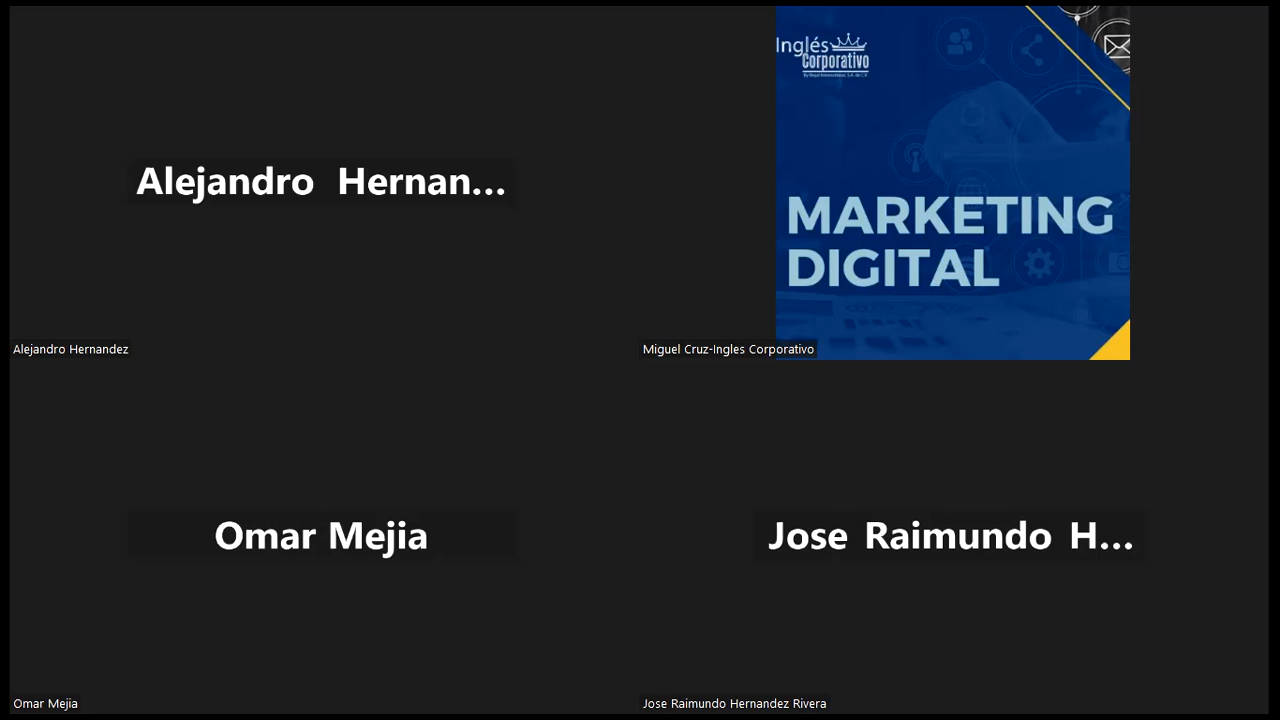 Alejandro Hernan...
Alejandro Hernandez
Inglés
Corporativo
MARKETING
DIGITAL
Miguel Cruz-Ingles Corporativo
Omar Mejia
Omar Mejia
Jose Raimundo H...
Jose Raimundo Hernandez Rivera